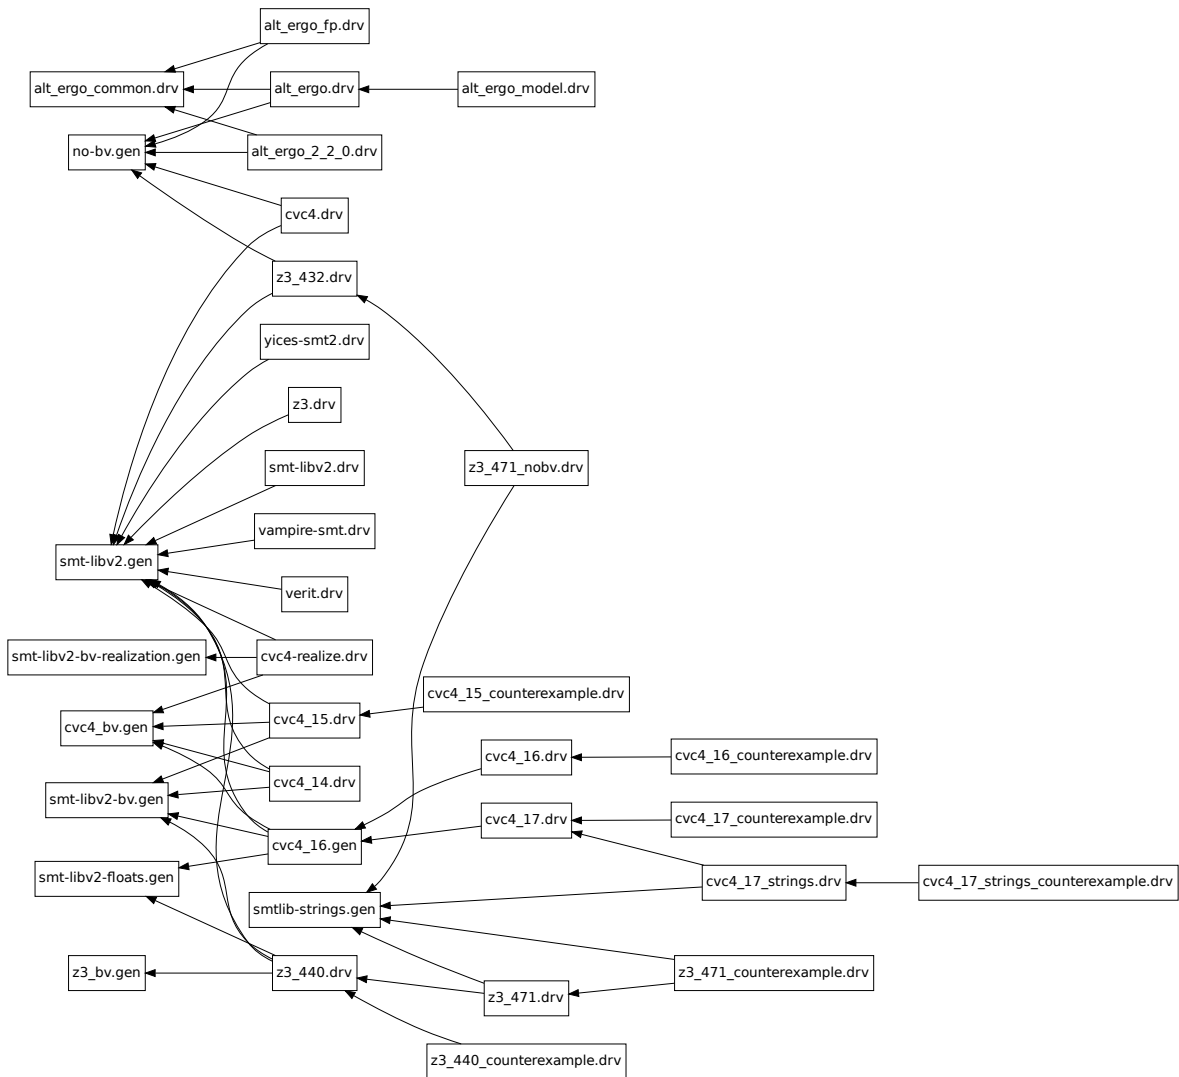 alt_ergo_fp.drv
alt_ergo_common.drv
alt_ergo.drv
alt_ergo_model.drv
no-bv.gen
alt_ergo_2_2_0.drv
cvc4.drv
z3_432.drv
yices-smt2.drv
z3.drv
smt-libv2.drv
z3_471_nobv.drv
vampire-smt.drv
smt-libv2.gen
verit.drv
smt-libv2-bv-realization.gen
cvc4-realize.drv
cvc4_15_counterexample.drv
cvc4_bv.gen
cvc4_15.drv
cvc4_16.drv
cvc4_16_counterexample.drv
cvc4_14.drv
smt-libv2-bv.gen
cvc4_17.drv
cvc4_17_counterexample.drv
cvc4_16.gen
smt-libv2-floats.gen
cvc4_17_strings.drv
cvc4_17_strings_counterexample.drv
smtlib-strings.gen
z3_bv.gen
z3_440.drv
z3_471_counterexample.drv
z3_471.drv
z3_440_counterexample.drv